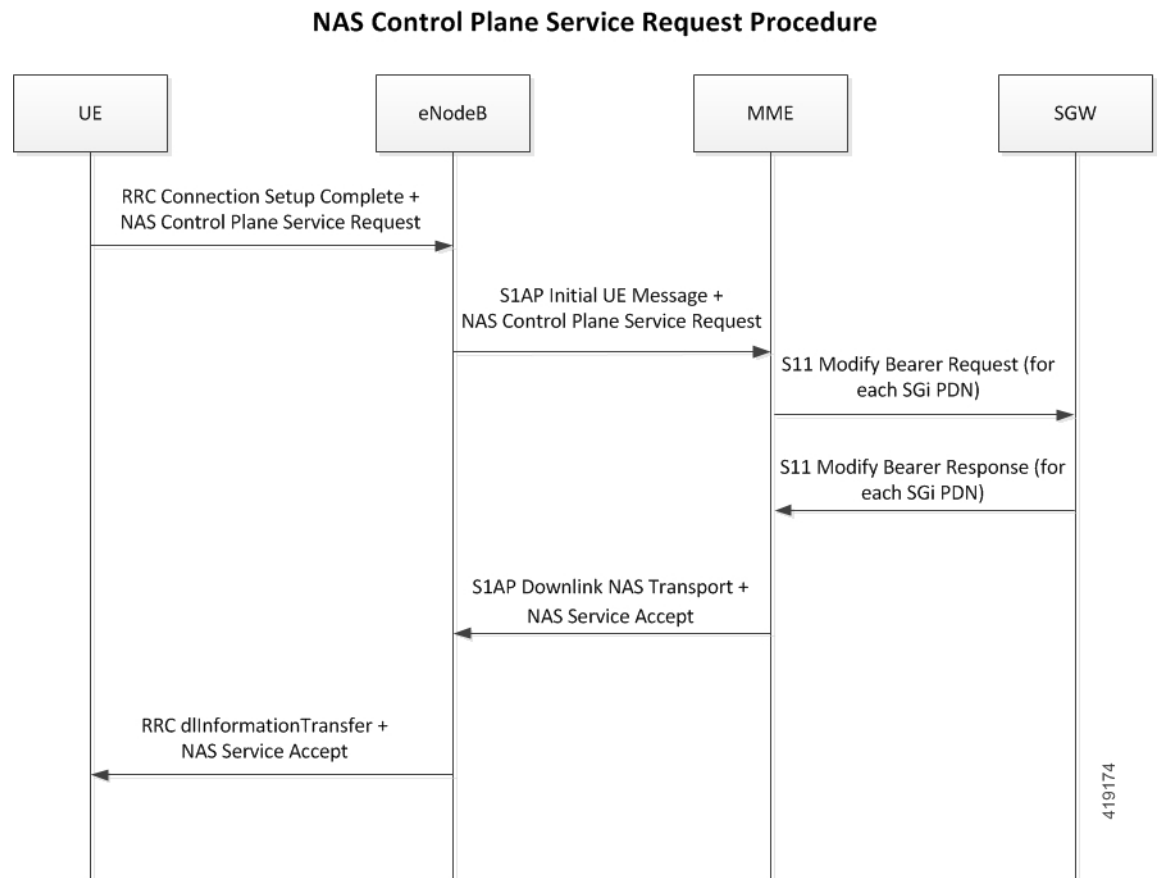 NAS Control Plane Service Request Procedure
UE
eNodeB
MME
SGW
RRC Connection Setup Complete +
NAS Control Plane Service Request
S1AP Initial UE Message +
NAS Control Plane Service Request
S11 Modify Bearer Request (for
each SGi PDN)
S11 Modify Bearer Response (for
each SGi PDN)
S1AP Downlink NAS Transport +
NAS Service Accept
RRC dlInformationTransfer +
NAS Service Accept
419174